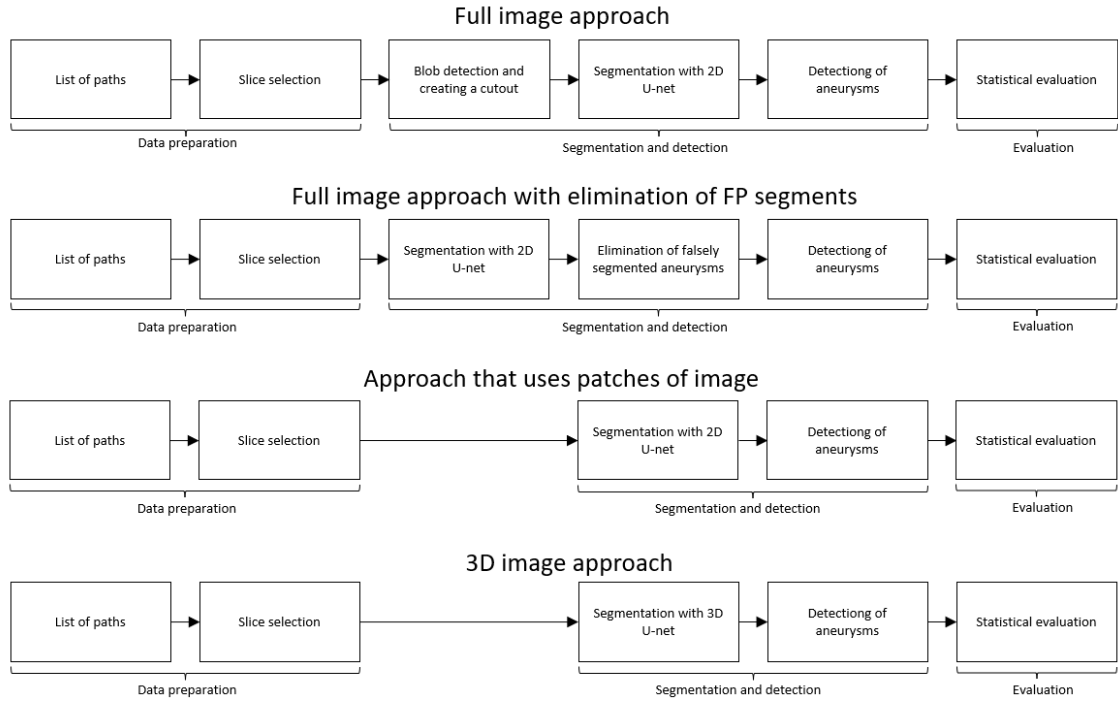 Full image approach
List of paths
Slice selection
Blob detection and
creating a cutout
Segmentation with 2D
U-net
Detectiong of
aneurysms
Statistical evaluation
Data preparation
Segmentation and detection
Evaluation
Full image approach with elimination of FP segments
List of paths
Slice selection
Segmentation with 2D
U-net
Elimination of falsely
segmented aneurysms
Detectiong of
aneurysms
Statistical evaluation
Data preparation
Segmentation and detection
Evaluation
Approach that uses patches of image
List of paths
Slice selection
Segmentation with 2D
U-net
Detectiong of
aneurysms
Statistical evaluation
Data preparation
Segmentation and detection
Evaluation
3D image approach
List of paths
Slice selection
Segmentation with 3D
U-net
Detectiong of
aneurysms
Statistical evaluation
Data preparation
Segmentation and detection
Evaluation